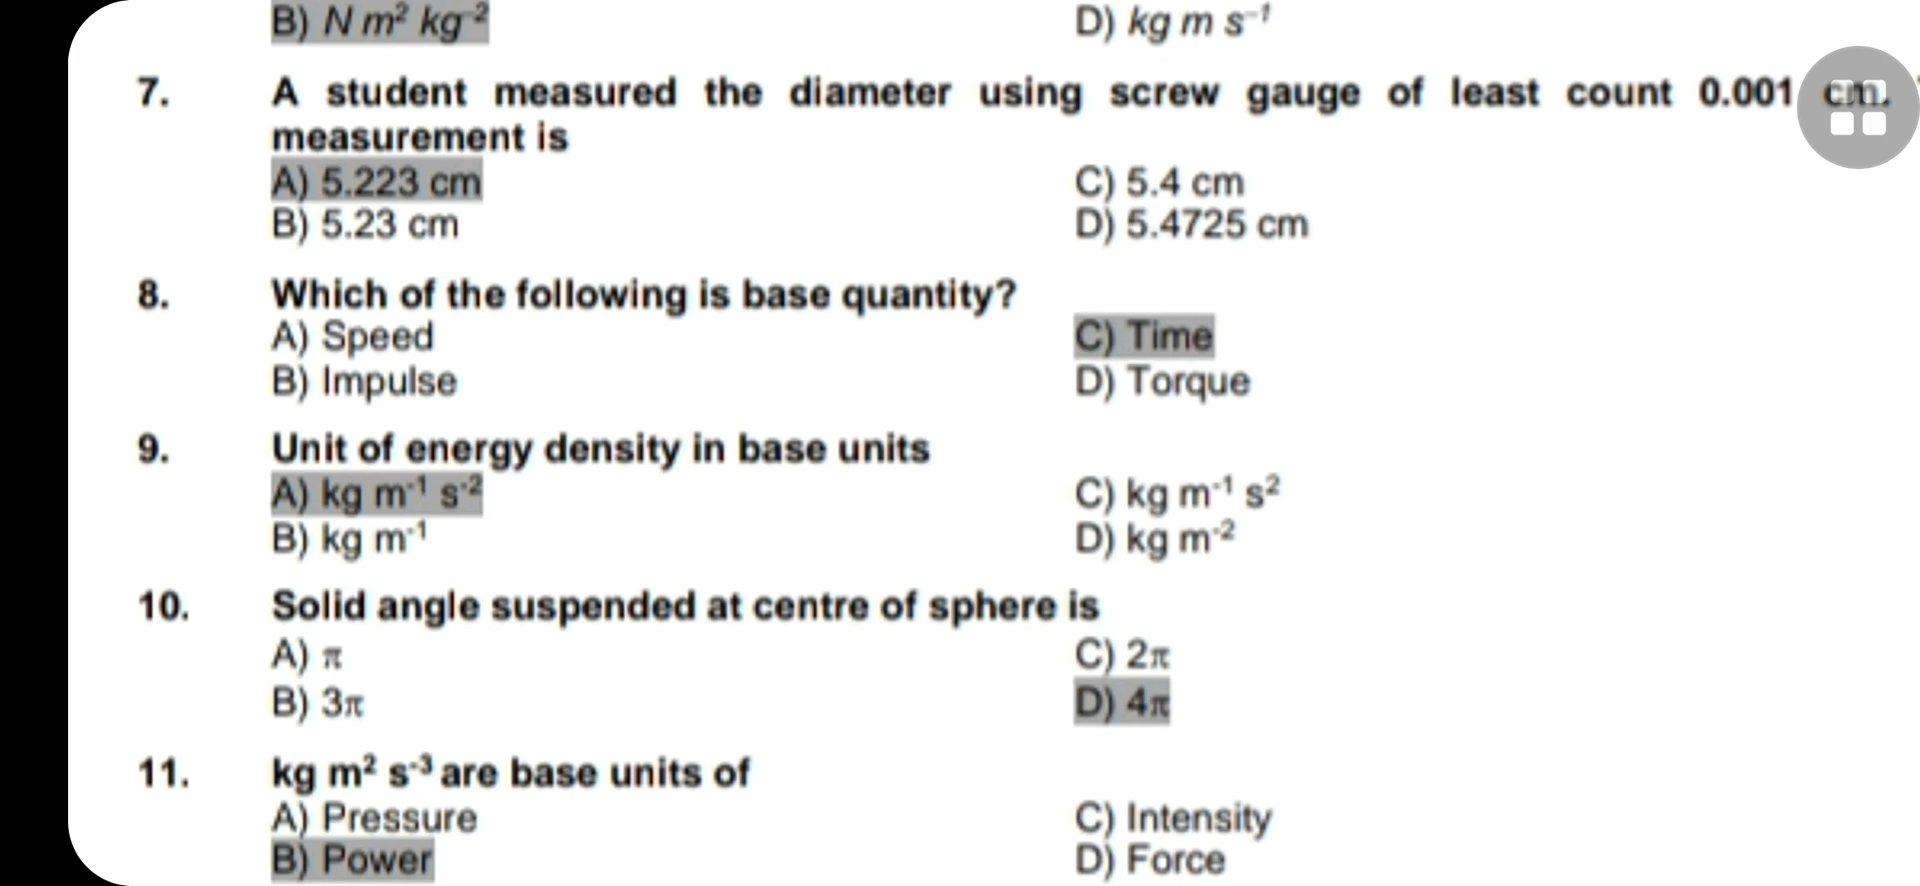 B) N m² kg⁻² D) kg m s⁻¹
7. A student measured the diameter using screw gauge of least count 0.001 cm.
measurement is
A) 5.223 cm C) 5.4 cm
B) 5.23 cm D) 5.4725 cm
8. Which of the following is base quantity?
A) Speed C) Time
B) Impulse D) Torque
9. Unit of energy density in base units
A) kg m⁻¹ s⁻² C) kg m⁻¹ s²
B) kg m⁻¹ D) kg m⁻²
10. Solid angle suspended at centre of sphere is
A) π C) 2π
B) 3π D) 4π
11. kg m² s⁻³ are base units of
A) Pressure C) Intensity
B) Power D) Force